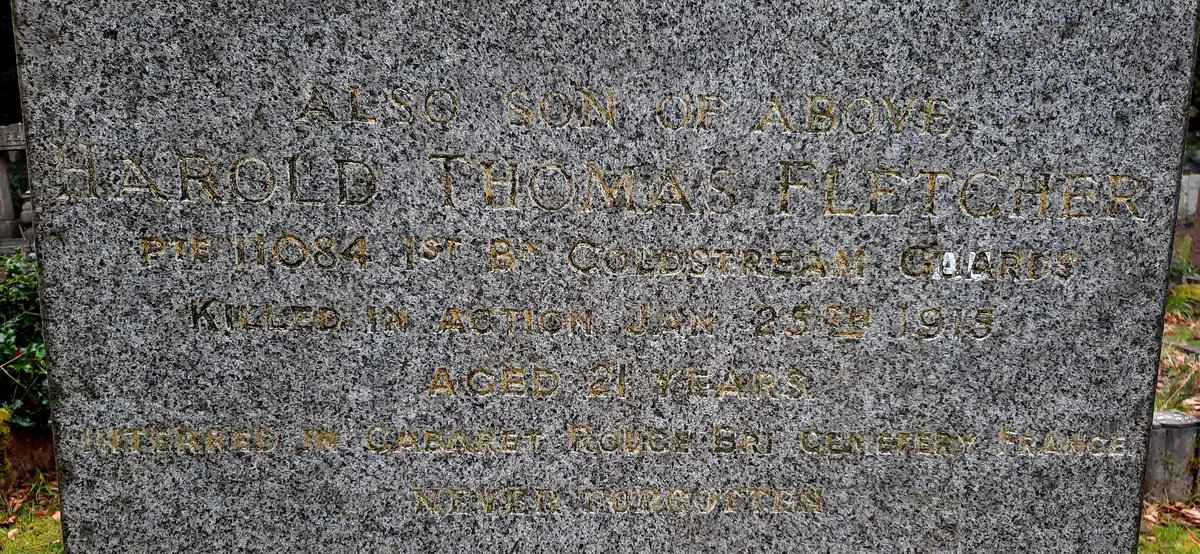 ALSO SON OF ABOVE
HAROLD THOMAS FLETCHER
PTE 11084 1ST BN COLDSTREAM GUARDS
KILLED IN ACTION JAN 25TH 1915
AGED 21 YEARS.
INTERRED IN CABARET ROUGE BRI CEMETERY FRANCE.
NEVER FORGOTTEN